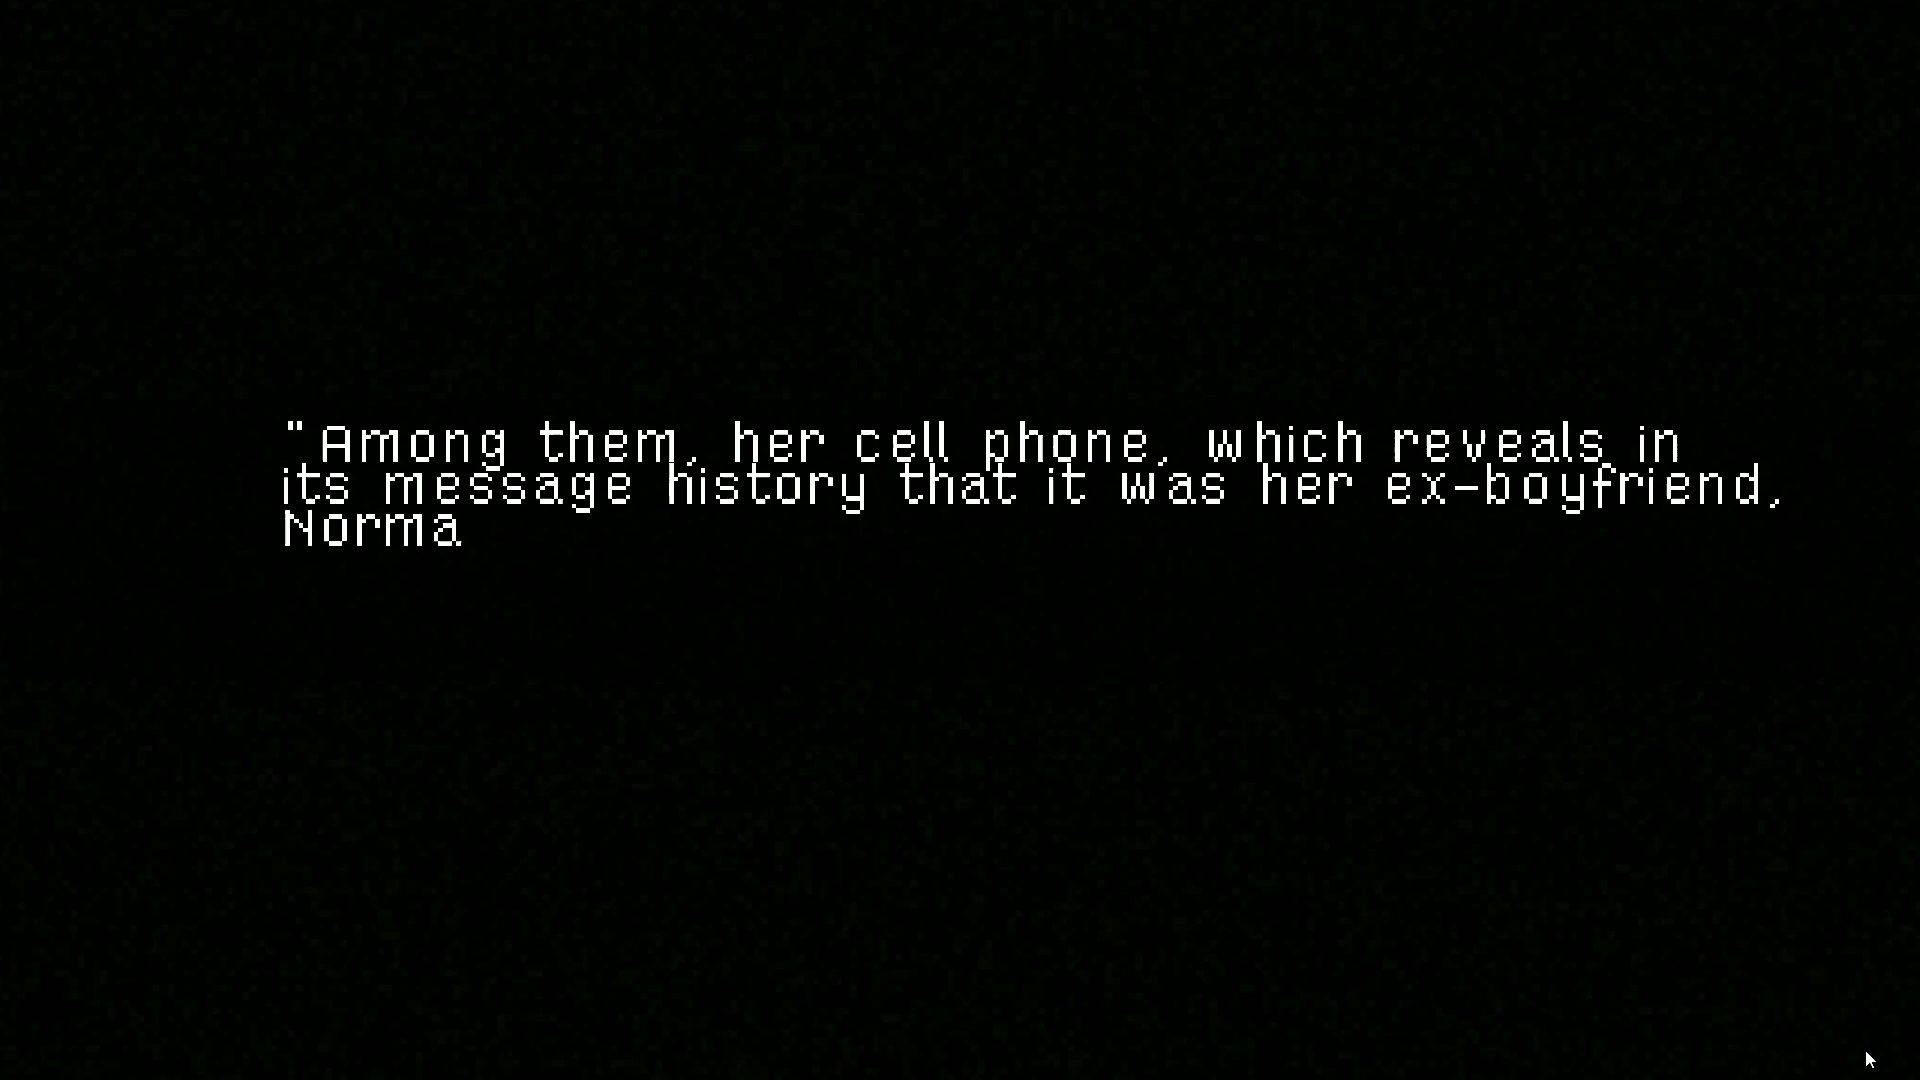 "Among them, her cell phone, which reveals in
its message history that it was her ex-boyfriend,
Norma